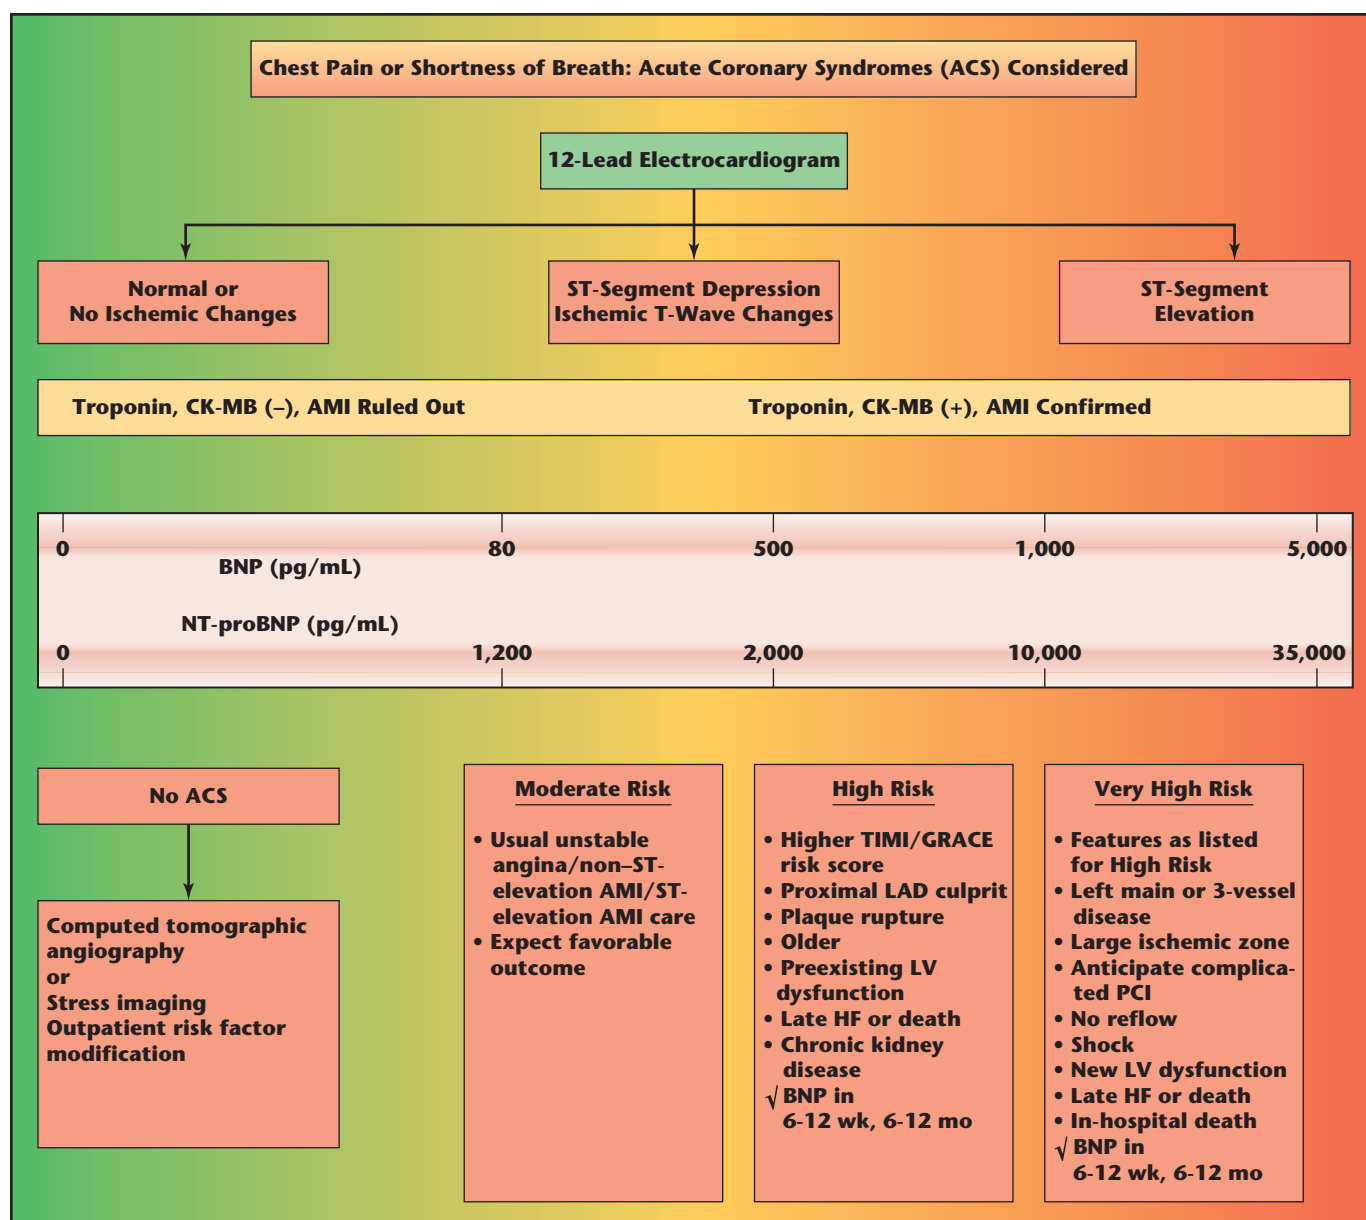 Chest Pain or Shortness of Breath: Acute Coronary Syndromes (ACS) Considered
12-Lead Electrocardiogram
Normal or
No Ischemic Changes
ST-Segment Depression
Ischemic T-Wave Changes
ST-Segment
Elevation
Troponin, CK-MB (–), AMI Ruled Out
Troponin, CK-MB (+), AMI Confirmed
0 80 500 1,000 5,000
BNP (pg/mL)
NT-proBNP (pg/mL)
0 1,200 2,000 10,000 35,000
No ACS
Computed tomographic
angiography
or
Stress imaging
Outpatient risk factor
modification
Moderate Risk
• Usual unstable
angina/non–ST-
elevation AMI/ST-
elevation AMI care
• Expect favorable
outcome
High Risk
• Higher TIMI/GRACE
risk score
• Proximal LAD culprit
• Plaque rupture
• Older
• Preexisting LV
dysfunction
• Late HF or death
• Chronic kidney
disease
√ BNP in
6-12 wk, 6-12 mo
Very High Risk
• Features as listed
for High Risk
• Left main or 3-vessel
disease
• Large ischemic zone
• Anticipate complica-
ted PCI
• No reflow
• Shock
• New LV dysfunction
• Late HF or death
• In-hospital death
√ BNP in
6-12 wk, 6-12 mo